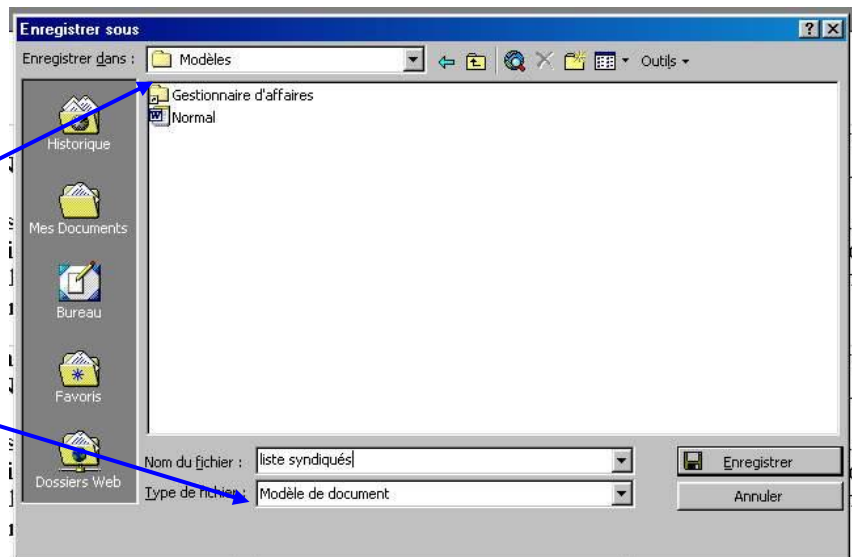 Enregistrer sous
Enregistrer dans : Modèles Outils
Gestionnaire d'affaires
Normal
Historique
Mes Documents
Bureau
Favoris
Dossiers Web
Nom du fichier : liste syndiqués Enregistrer
Type de fichier : Modèle de document Annuler